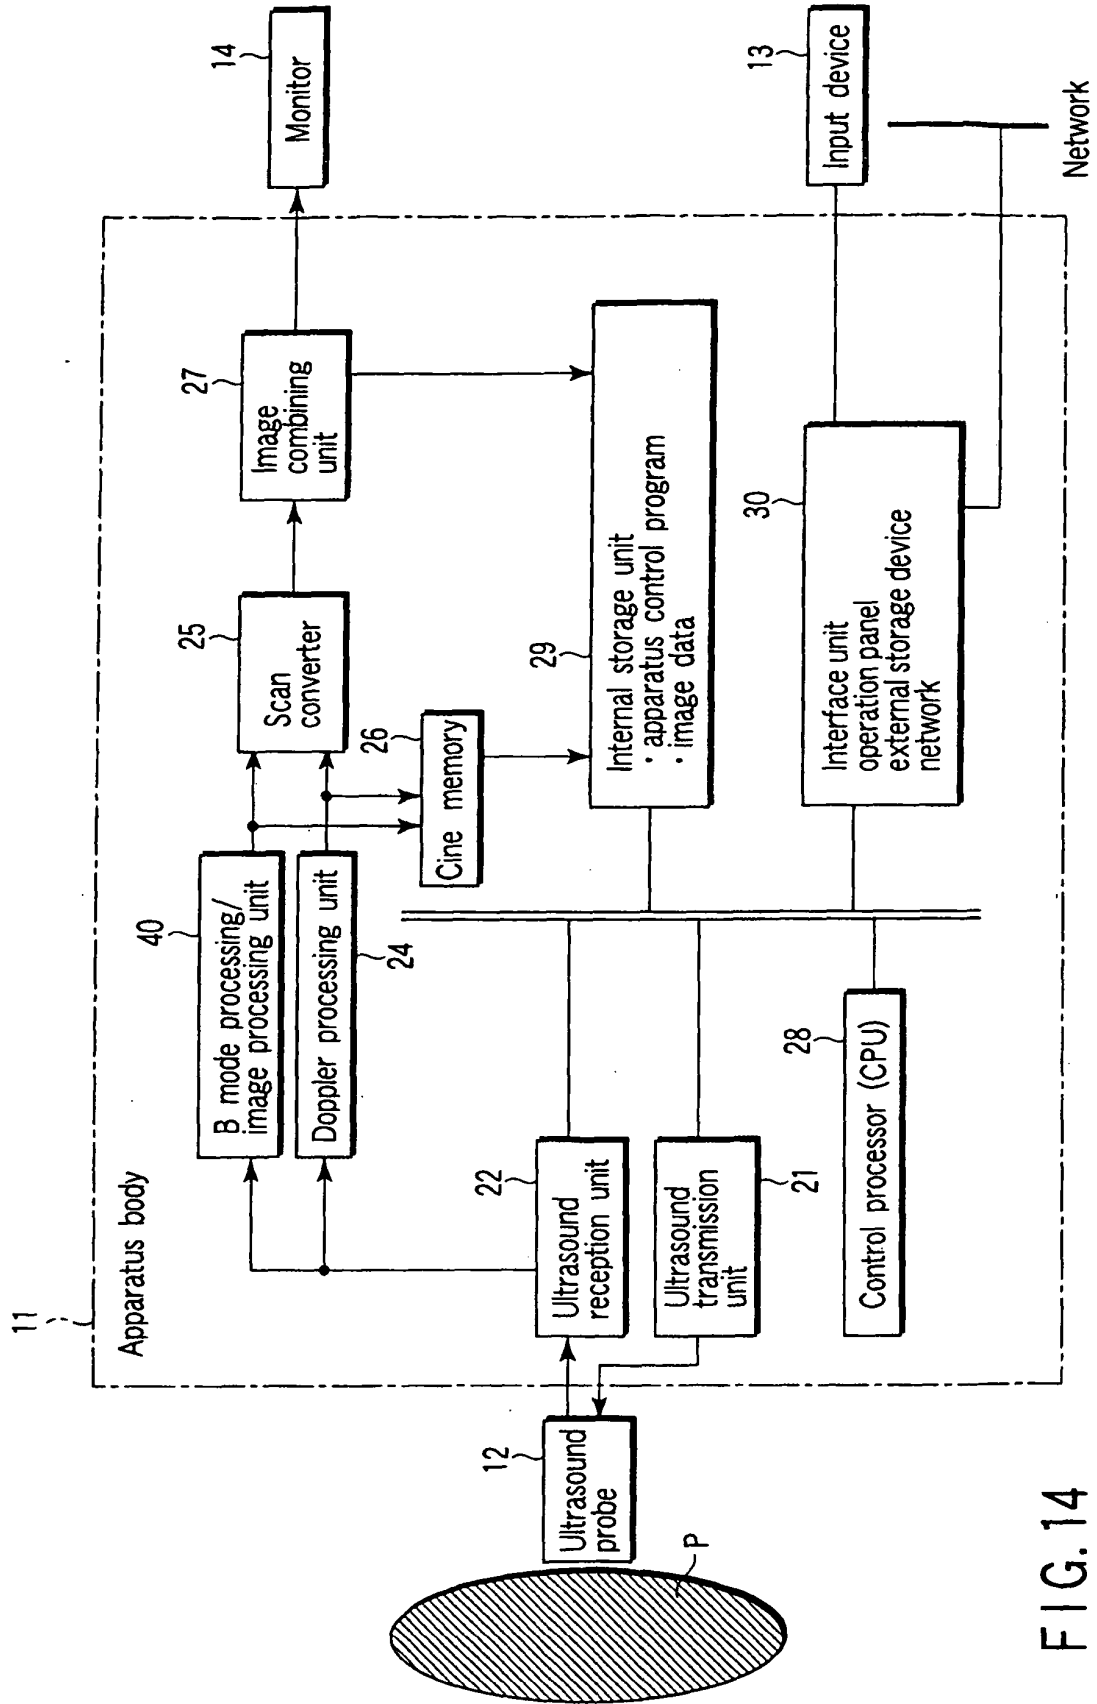 11
Apparatus body
40
B mode processing/
image processing unit
Doppler processing unit
24
25
Scan
converter
26
Cine memory
27
Image
combining
unit
14
Monitor
12
Ultrasound
probe
P
22
Ultrasound
reception unit
Ultrasound
transmission
unit
21
29
Internal storage unit
· apparatus control program
· image data
28
Control processor (CPU)
30
Interface unit
operation panel
external storage device
network
13
Input device
Network
FIG. 14